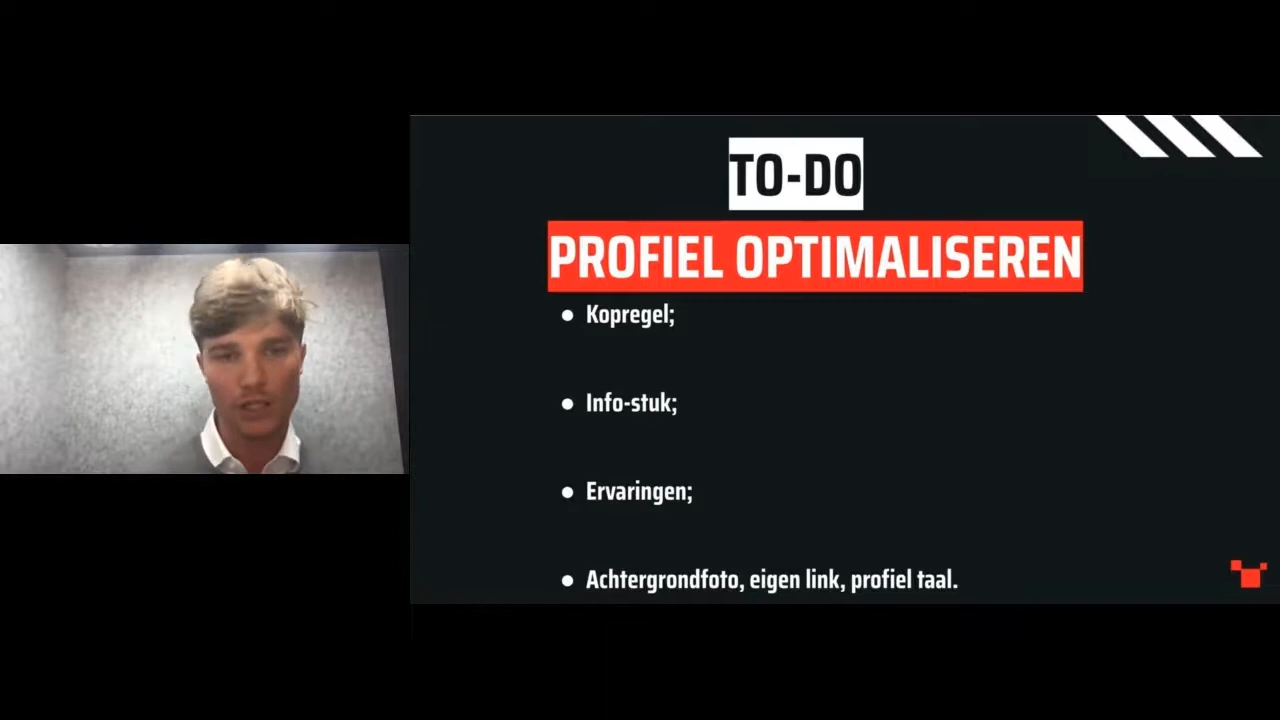 TO-DO
PROFIEL OPTIMALISEREN
● Kopregel;
● Info-stuk;
● Ervaringen;
● Achtergrondfoto, eigen link, profiel taal.